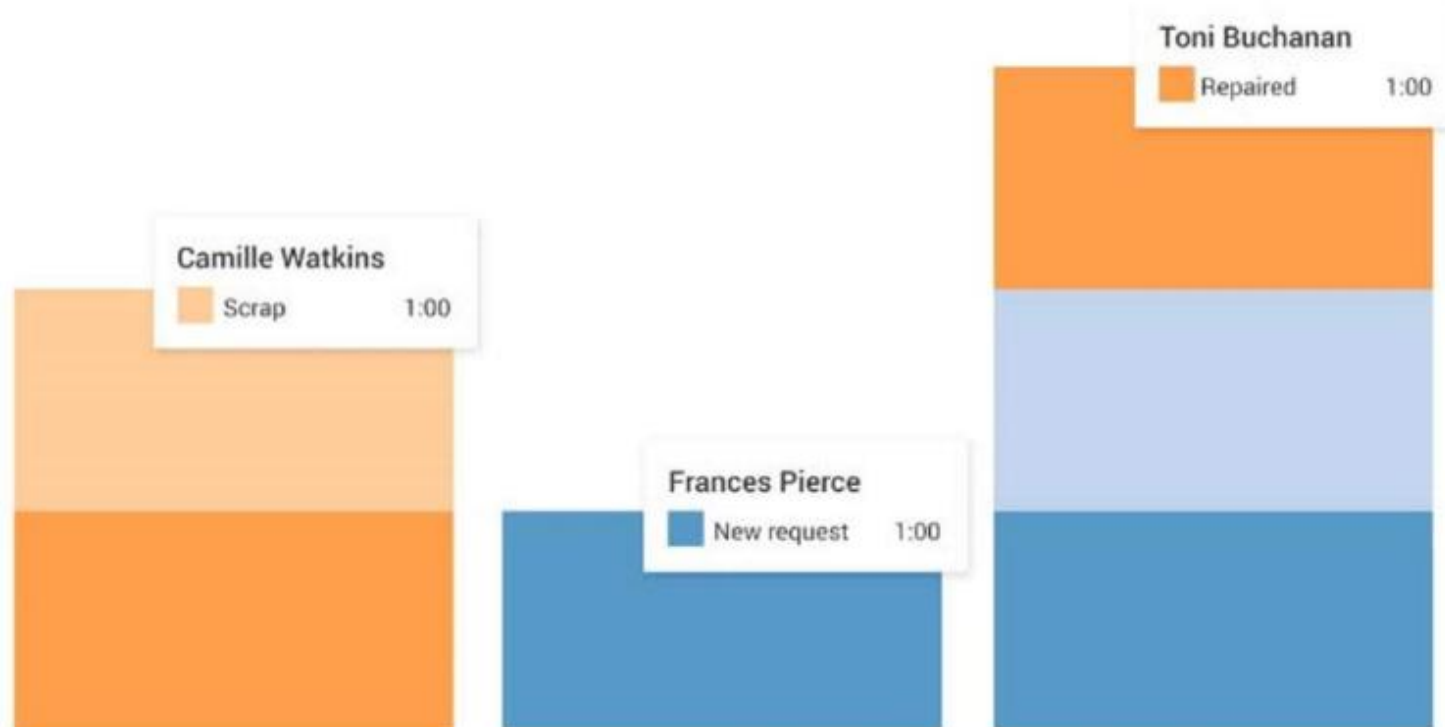 Camille Watkins
Scrap 1:00
Frances Pierce
New request 1:00
Toni Buchanan
Repaired 1:00